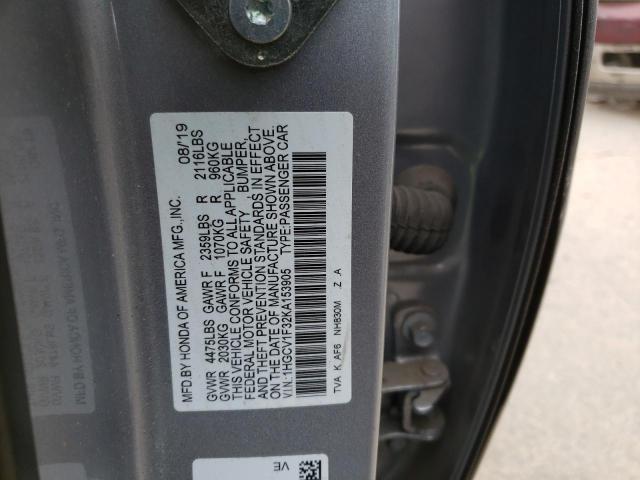 MFD.BY HONDA OF AMERICA MFG.,INC. 08/19
GVWR 4475LBS GAWR F 2359LBS R 2116LBS
GVWR 2030KG GAWR F 1070KG R 960KG
THIS VEHICLE CONFORMS TO ALL APPLICABLE
FEDERAL MOTOR VEHICLE SAFETY , BUMPER,
AND THEFT PREVENTION STANDARDS IN EFFECT
ON THE DATE OF MANUFACTURE SHOWN ABOVE.
V.I.N.:1HGCV1F32KA153905 TYPE:PASSENGER CAR
TVA K_AF6 NH830M Z_A
VE